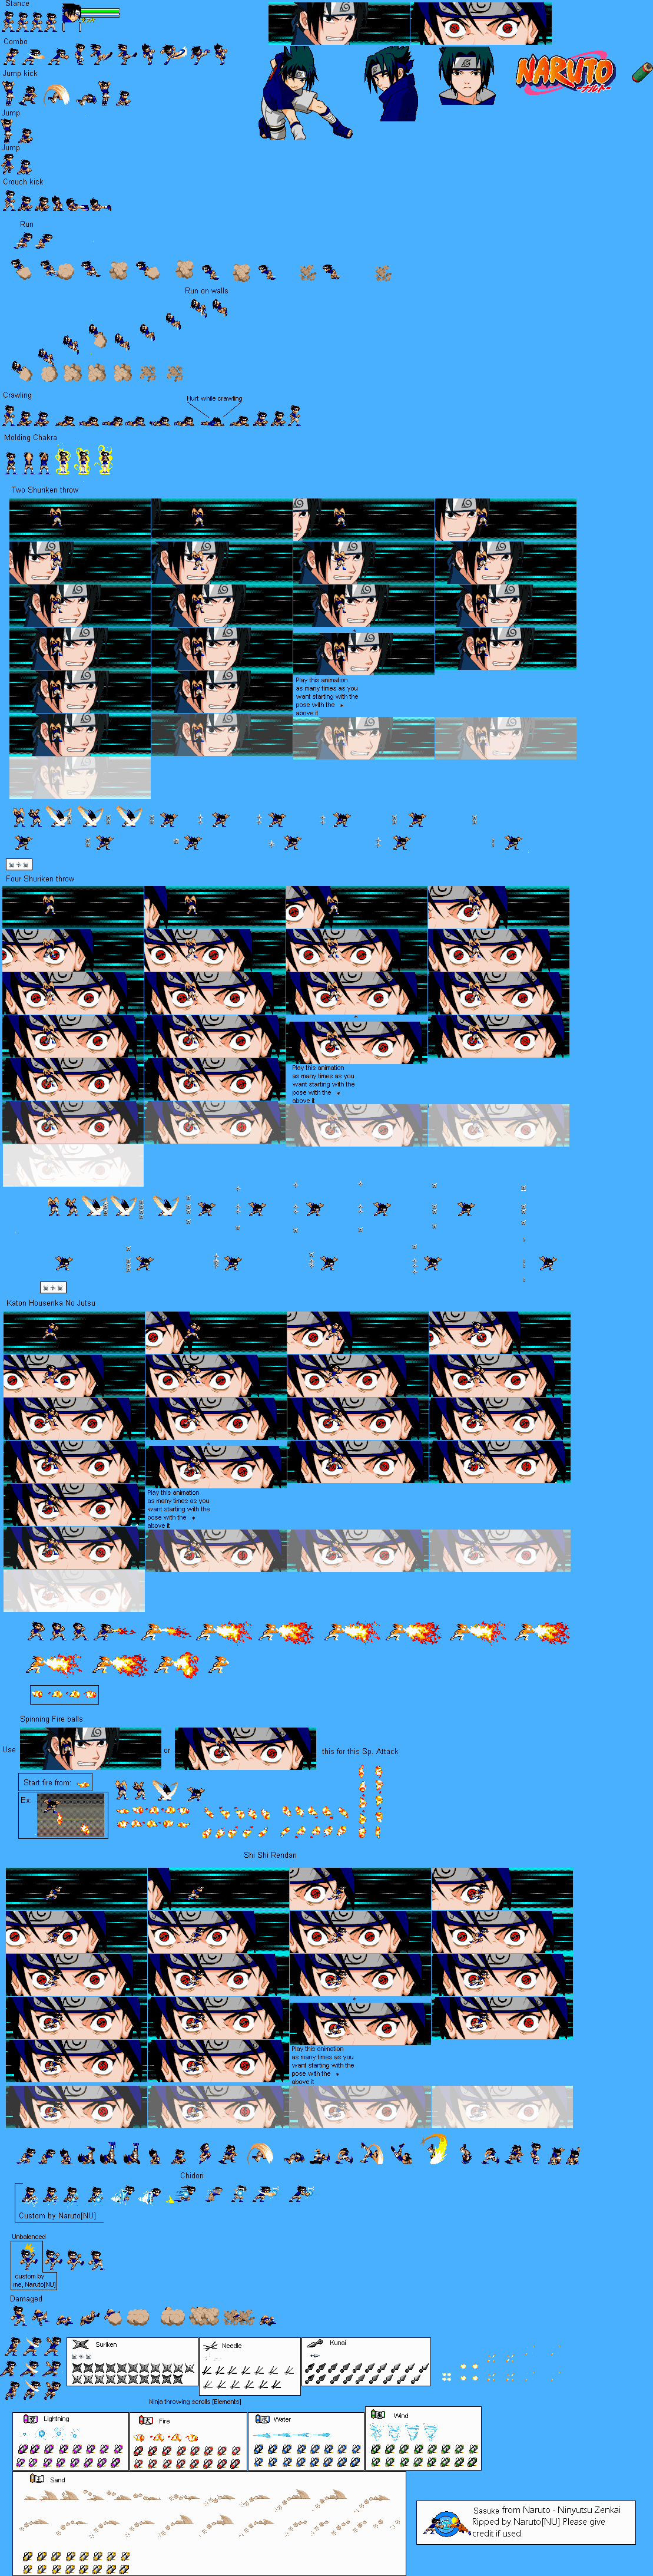 Stance
NARUTO
-ナルト-
Combo
Jump kick
Jump
Jump
Crouch kick
Run
Run on walls
Crawling
Hurt while crawling
Molding Chakra
Two Shuriken throw
Play this animation
as many times as you
want starting with the
pose with the *
above it
Four Shuriken throw
Play this animation
as many times as you
want starting with the
pose with the *
above it
Katon Housenka No Jutsu
Play this animation
as many times as you
want starting with the
pose with the *
above it
Spinning Fire balls
Use or this for this Sp. Attack
Start fire from:
Ex:
Shi Shi Rendan
Play this animation
as many times as you
want starting with the
pose with the *
above it
Chidori
Custom by Naruto[NU]
Unbalenced
custom by
me, Naruto[NU]
Damaged
Suriken
Needle
Kunai
Ninja throwing scrolls [Elements]
Lightning
Fire
Water
Wind
Sand
Sasuke from Naruto - Ninyutsu Zenkai
Ripped by Naruto[NU] Please give
credit if used.